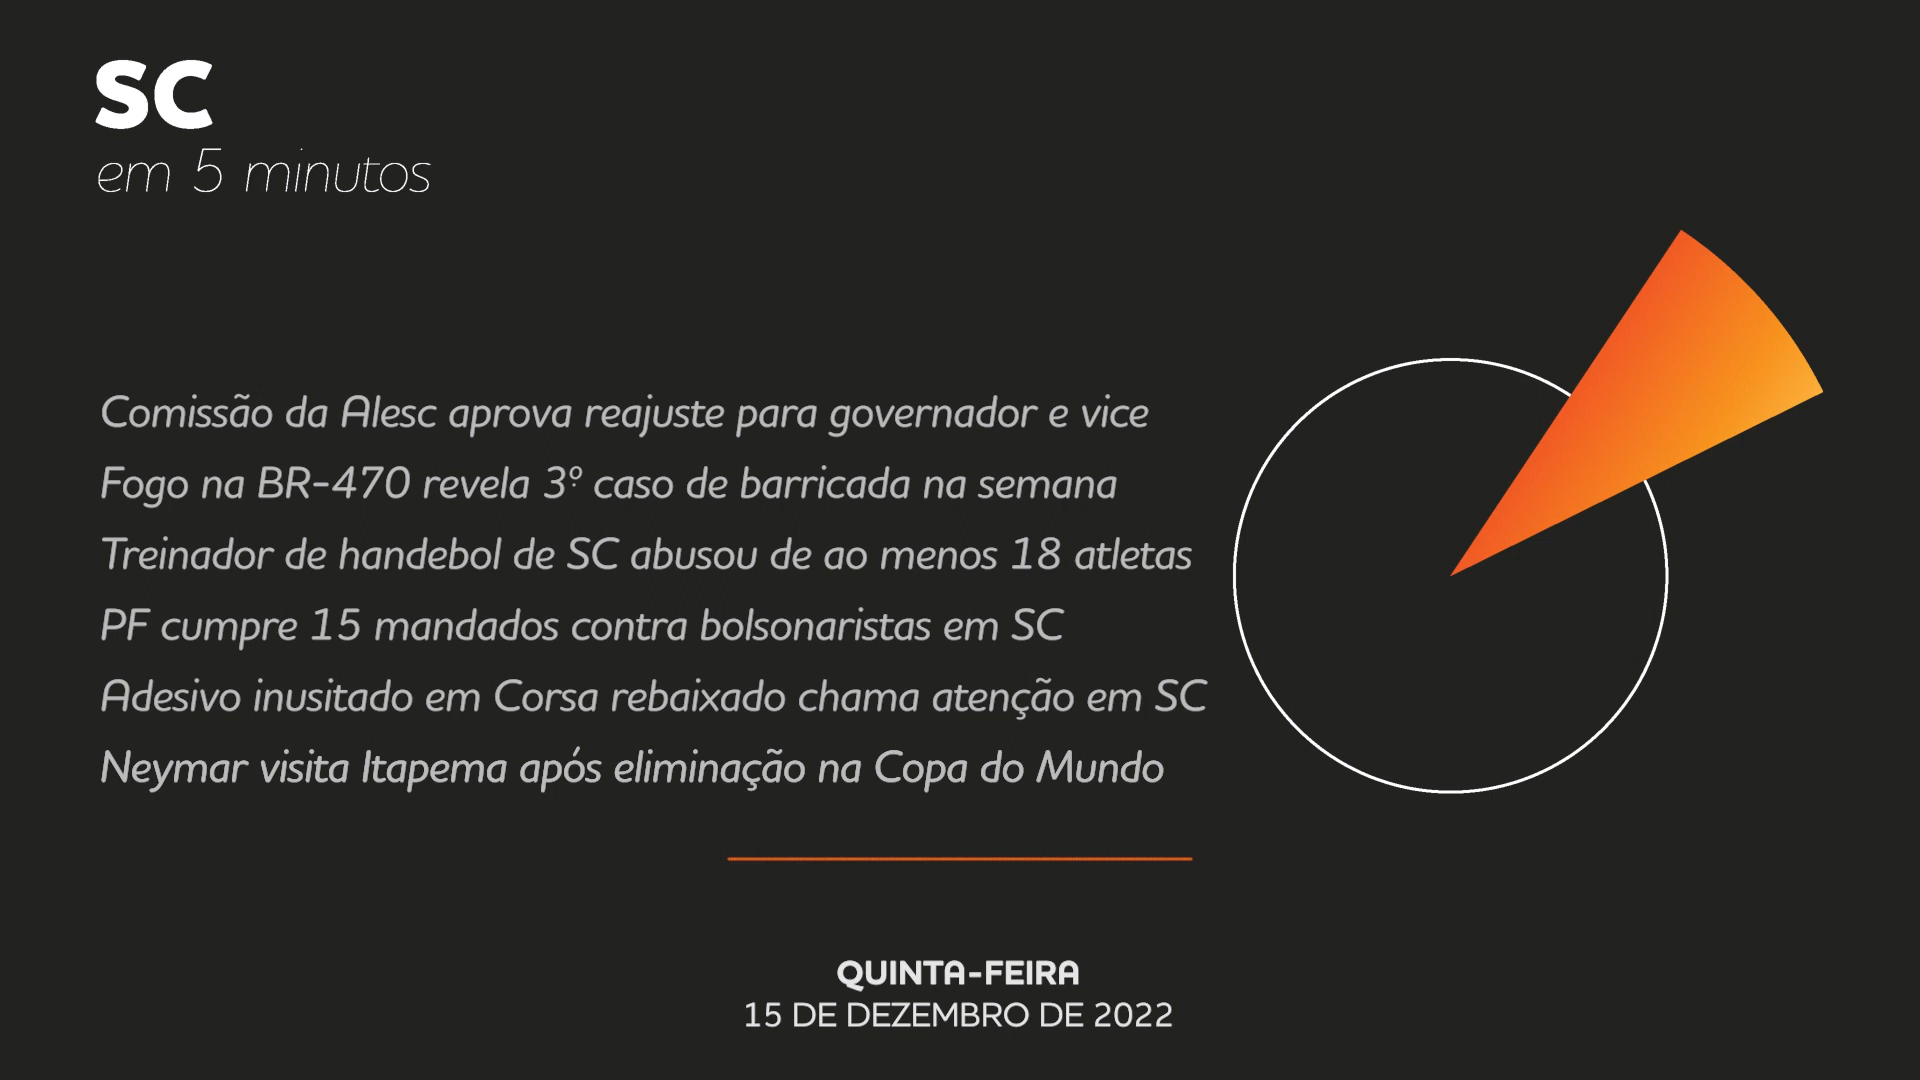 SC
em 5 minutos
Comissão da Alesc aprova reajuste para governador e vice
Fogo na BR-470 revela 3º caso de barricada na semana
Treinador de handebol de SC abusou de ao menos 18 atletas
PF cumpre 15 mandados contra bolsonaristas em SC
Adesivo inusitado em Corsa rebaixado chama atenção em SC
Neymar visita Itapema após eliminação na Copa do Mundo
QUINTA-FEIRA
15 DE DEZEMBRO DE 2022